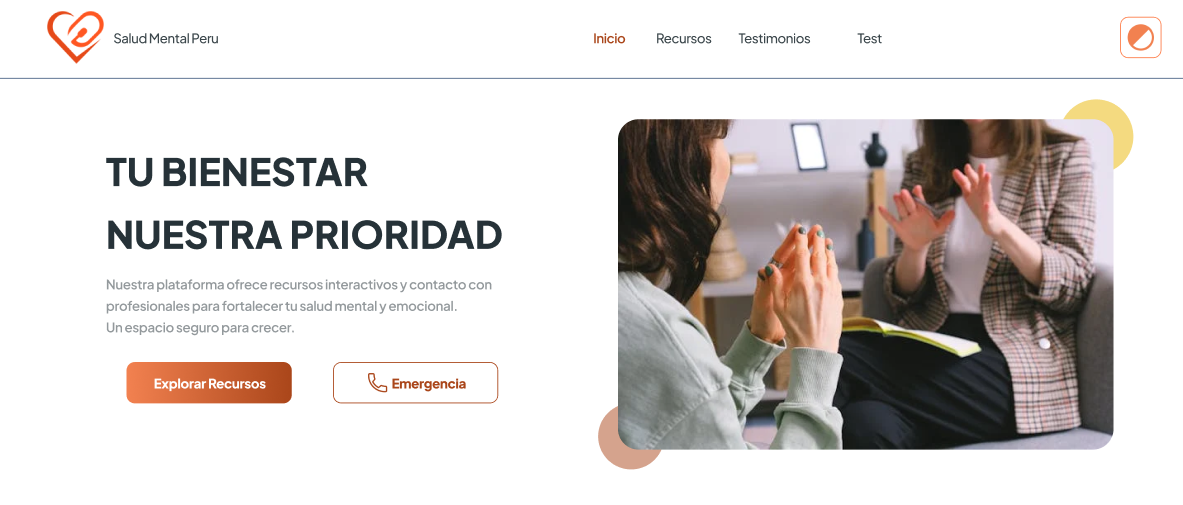 Salud Mental Peru
Inicio
Recursos
Testimonios
Test
TU BIENESTAR
NUESTRA PRIORIDAD
Nuestra plataforma ofrece recursos interactivos y contacto con
profesionales para fortalecer tu salud mental y emocional.
Un espacio seguro para crecer.
Explorar Recursos
Emergencia